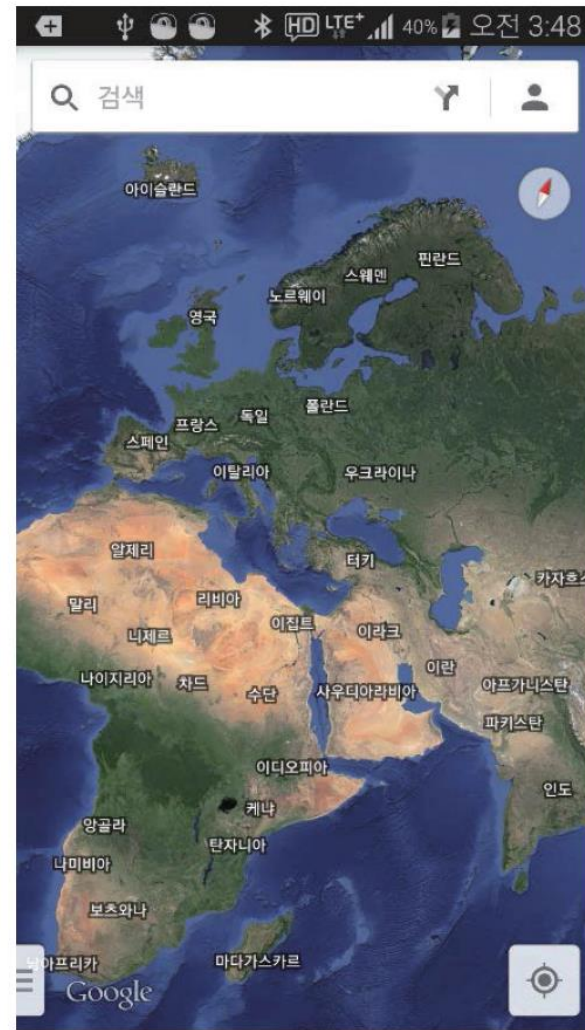 HD LTE+ 40% 오전 3:48
검색
아이슬란드
핀란드
스웨덴
노르웨이
영국
폴란드
독일
프랑스
스페인
이탈리아 우크라이나
알제리
터키
카자흐스
말리 리비아
이집트 이라크
니제르
이란
나이지리아 차드 수단 사우디아라비아 아프가니스탄
파키스탄
이디오피아
인도
케냐
앙골라
탄자니아
나미비아
보츠와나
남아프리카 마다가스카르
Google